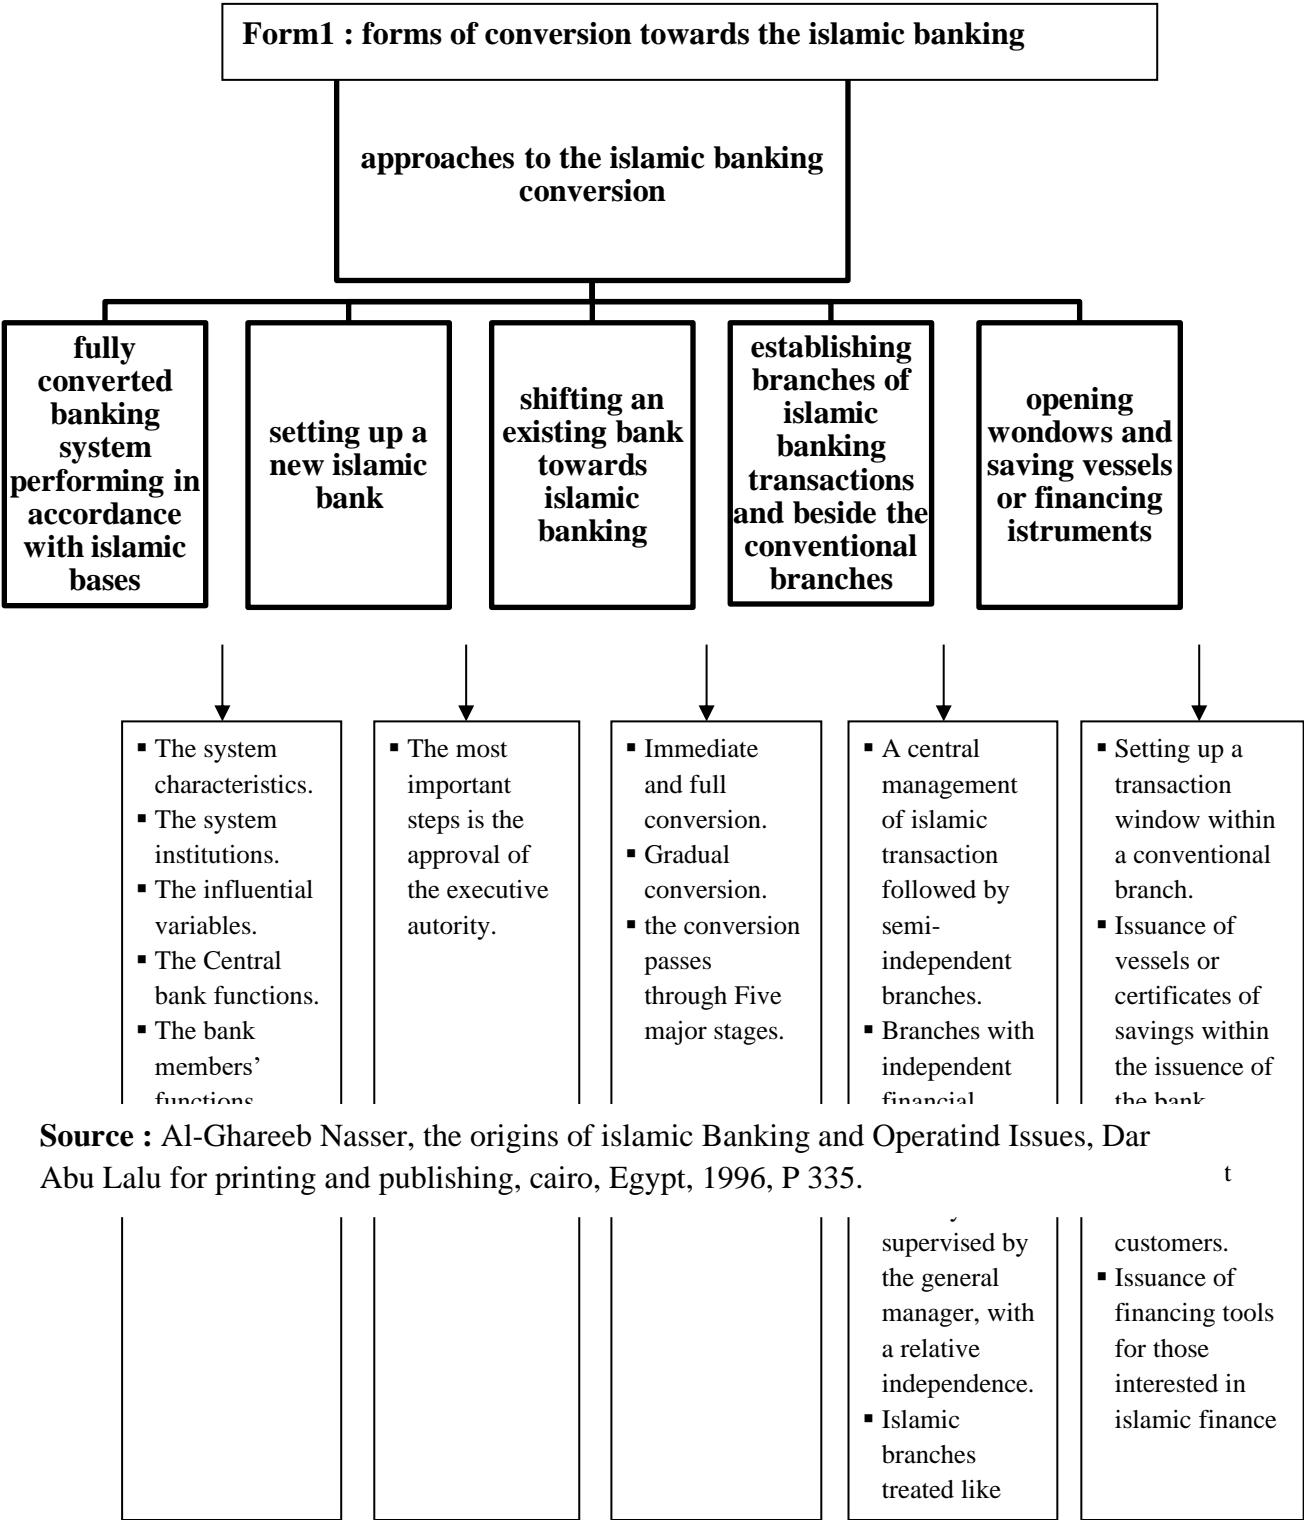 Form1 : forms of conversion towards the islamic banking
approaches to the islamic banking
conversion
fully
converted
banking
system
performing in
accordance
with islamic
bases
setting up a
new islamic
bank
shifting an
existing bank
towards
islamic
banking
establishing
branches of
islamic
banking
transactions
and beside the
conventional
branches
opening
wondows and
saving vessels
or financing
istruments
▪ The system
characteristics.
▪ The system
institutions.
▪ The influential
variables.
▪ The Central
bank functions.
▪ The bank
members’
functions
▪ The most
important
steps is the
approval of
the executive
autority.
▪ Immediate
and full
conversion.
▪ Gradual
conversion.
▪ the conversion
passes
through Five
major stages.
▪ A central
management
of islamic
transaction
followed by
semi-
independent
branches.
▪ Branches with
independent
financial
supervised by
the general
manager, with
a relative
independence.
▪ Islamic
branches
treated like
▪ Setting up a
transaction
window within
a conventional
branch.
▪ Issuance of
vessels or
certificates of
savings within
the issuence of
the bank
t
customers.
▪ Issuance of
financing tools
for those
interested in
islamic finance
Source : Al-Ghareeb Nasser, the origins of islamic Banking and Operatind Issues, Dar
Abu Lalu for printing and publishing, cairo, Egypt, 1996, P 335.